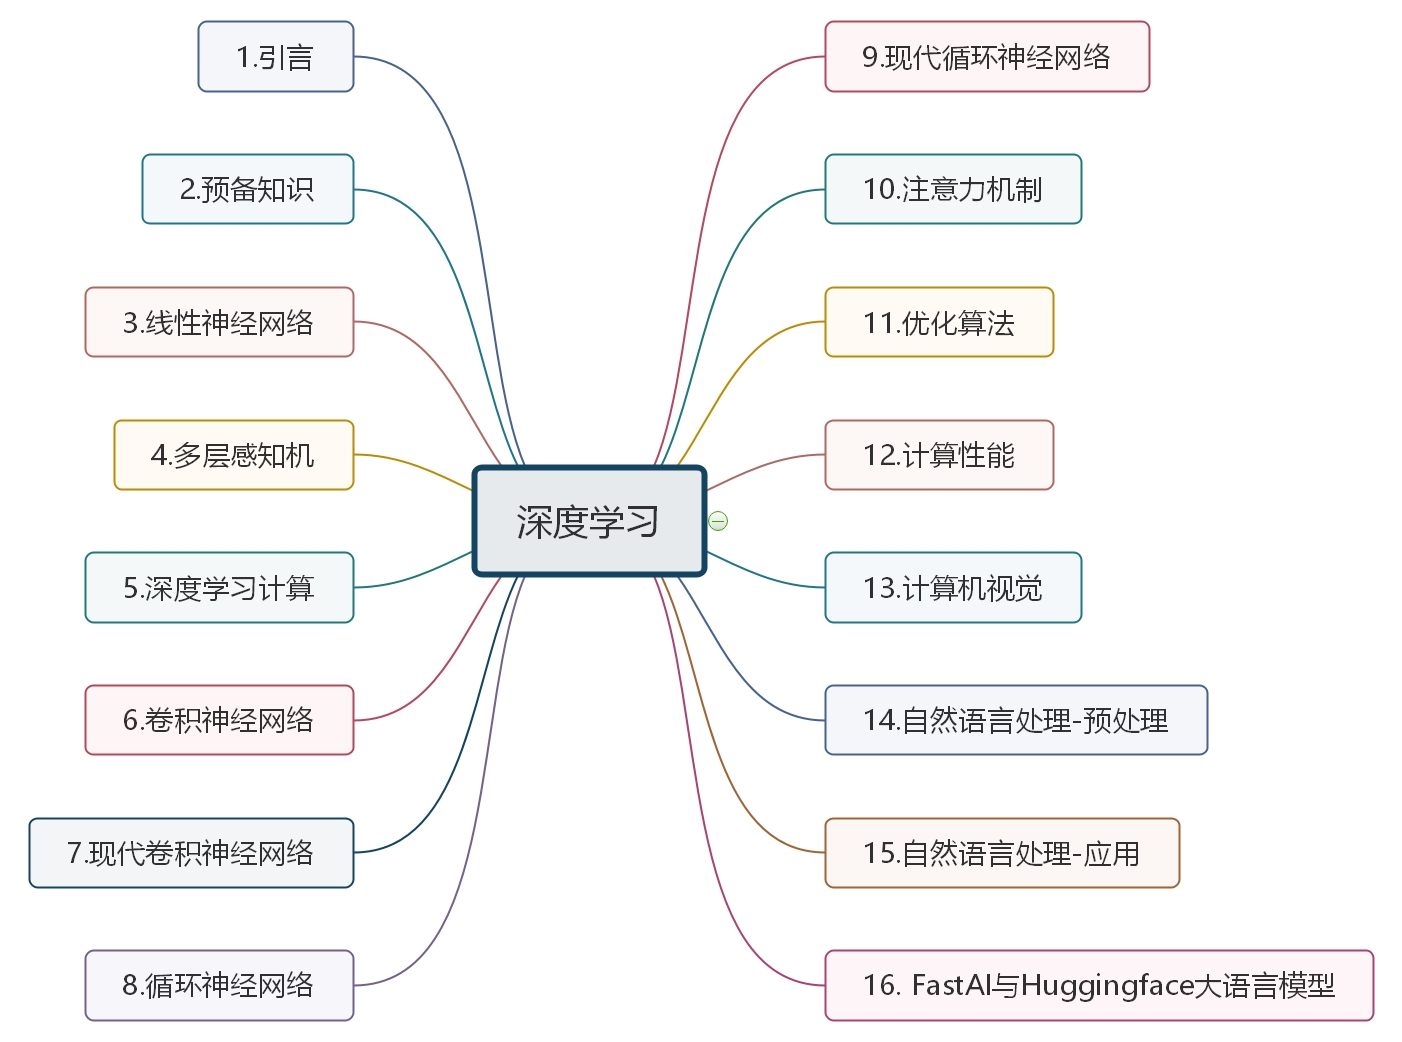 深度学习
1.引言
2.预备知识
3.线性神经网络
4.多层感知机
5.深度学习计算
6.卷积神经网络
7.现代卷积神经网络
8.循环神经网络
9.现代循环神经网络
10.注意力机制
11.优化算法
12.计算性能
13.计算机视觉
14.自然语言处理-预处理
15.自然语言处理-应用
16. FastAI与Huggingface大语言模型